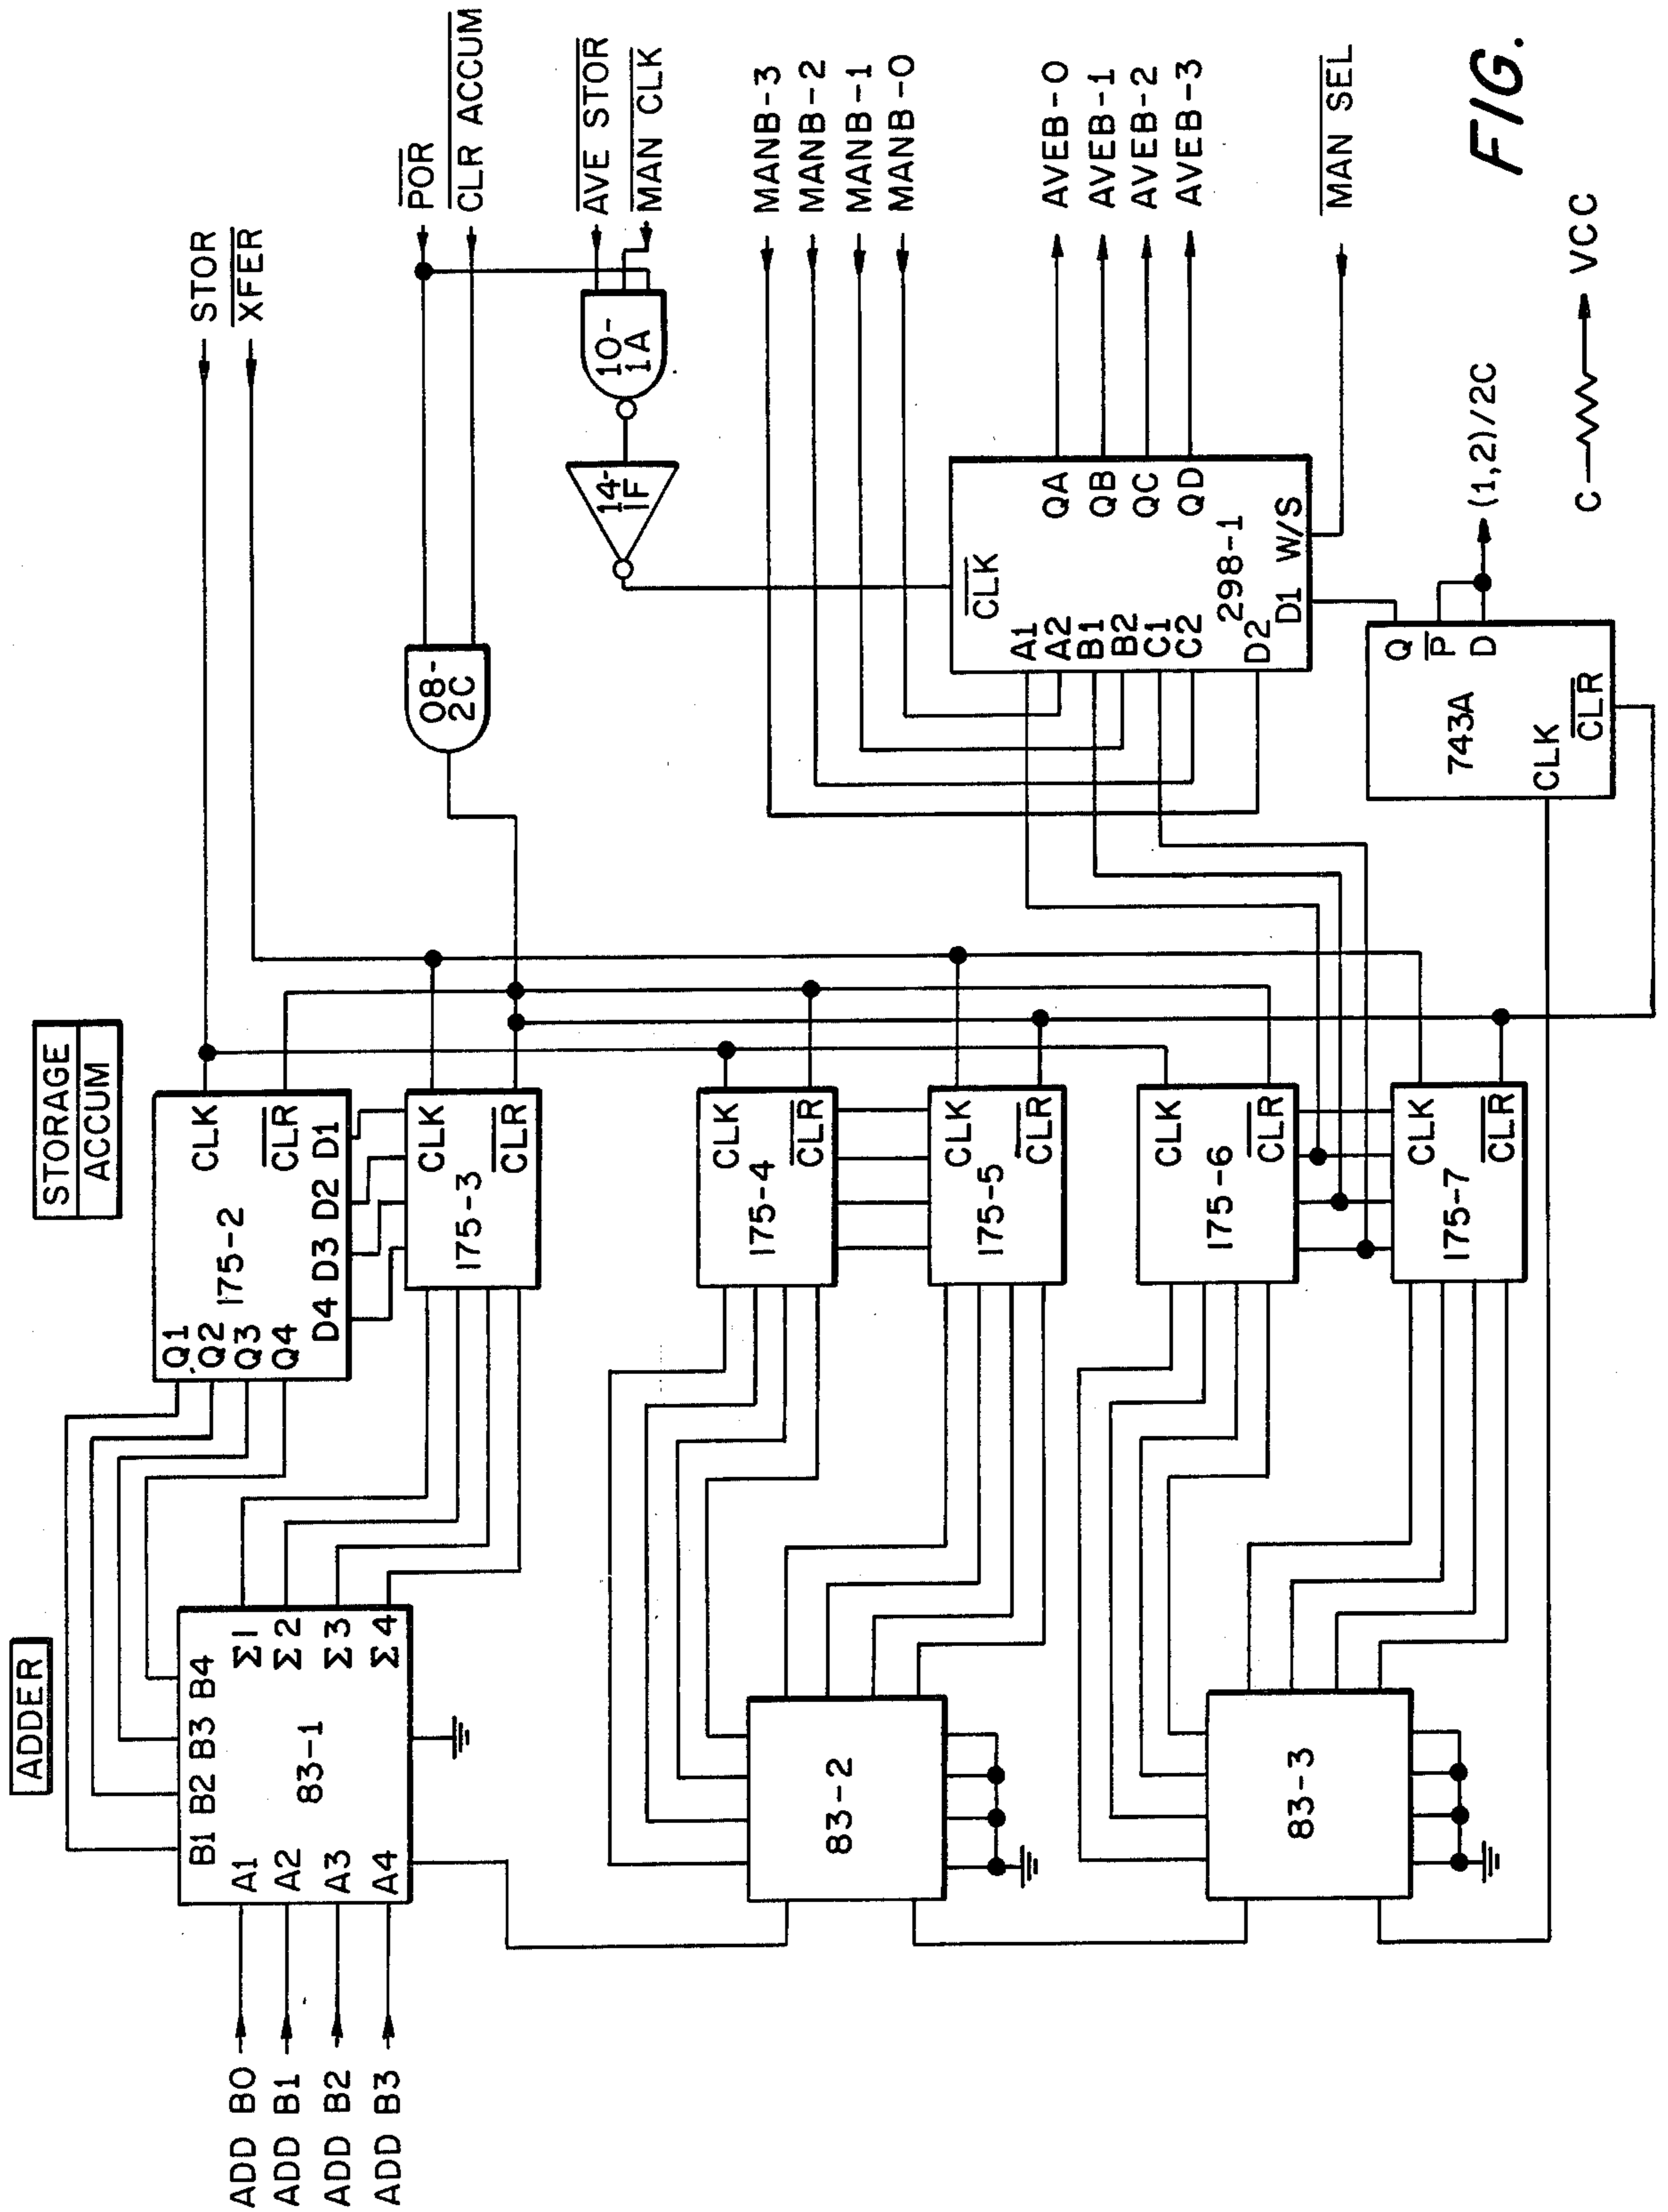 STORAGE
ACCUM
ADDER
STOR
XFER
POR
CLR ACCUM
AVE STOR
MAN CLK
MANB-3
MANB-2
MANB-1
MANB-0
AVEB-0
AVEB-1
AVEB-2
AVEB-3
MAN SEL
FIG.
ADD B0
ADD B1
ADD B2
ADD B3
B1 B2 B3 B4
A1
A2
A3
A4
83-1
Σ1
Σ2
Σ3
Σ4
Q1
Q2
Q3
Q4
175-2
CLK
CLR
D4 D3 D2 D1
175-3
CLK
CLR
08-
2C
10-
1A
14-
1F
83-2
175-4
CLK
CLR
175-5
CLK
CLR
83-3
175-6
CLK
CLR
175-7
CLK
CLR
CLK
A1
A2
B1
B2
C1
C2
D2
D1
W/S
298-1
QA
QB
QC
QD
743A
Q
P
D
CLK
CLR
(1,2)/2C
C
VCC